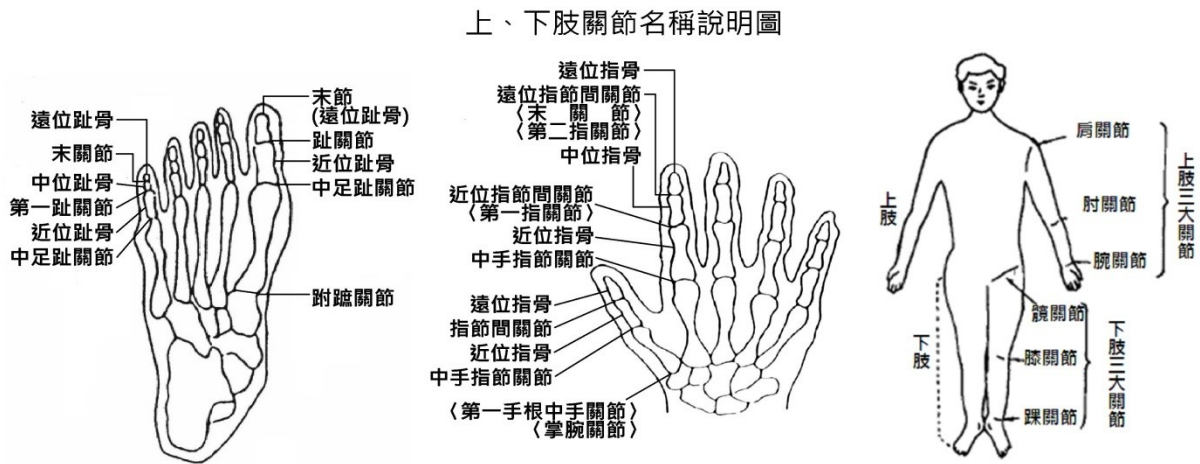 上、下肢關節名稱說明圖
遠位趾骨
末關節
中位趾骨
第一趾關節
近位趾骨
中足趾關節
末節
(遠位趾骨)
趾關節
近位趾骨
中足趾關節
跗蹠關節
遠位指骨
遠位指節間關節
〈末關節〉
〈第二指關節〉
中位指骨
近位指節間關節
〈第一指關節〉
近位指骨
中手指節關節
遠位指骨
指節間關節
近位指骨
中手指節關節
〈第一手根中手關節〉
〈掌腕關節〉
上肢
下肢
肩關節
肘關節
腕關節
上肢三大關節
髖關節
膝關節
踝關節
下肢三大關節